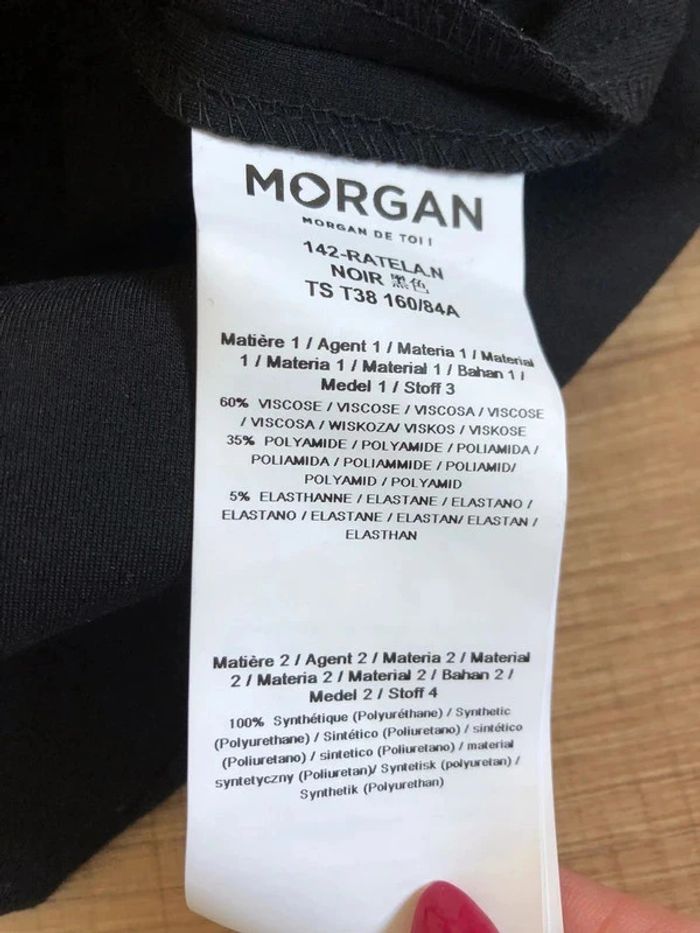 MORGAN
MORGAN DE TOI !
142-RATELA.N
NOIR 黑色
TS T38 160/84A
Matière 1 / Agent 1 / Materia 1 / Material
1 / Materia 1 / Material 1 / Bahan 1 /
Medel 1 / Stoff 3
60% VISCOSE / VISCOSE / VISCOSA / VISCOSE
/ VISCOSA / WISKOZA/ VISKOS / VISKOSE
35% POLYAMIDE / POLYAMIDE / POLIAMIDA /
POLIAMIDA / POLIAMMIDE / POLIAMID/
POLYAMID / POLYAMID
5% ELASTHANNE / ELASTANE / ELASTANO /
ELASTANO / ELASTANE / ELASTAN/ ELASTAN /
ELASTHAN
Matière 2 / Agent 2 / Materia 2 / Material
2 / Materia 2 / Material 2 / Bahan 2 /
Medel 2 / Stoff 4
100% Synthétique (Polyuréthane) / Synthetic
(Polyurethane) / Sintético (Poliuretano) / sintético
(Poliuretano) / sintetico (Poliuretano) / material
syntetyczny (Poliuretan)/ Syntetisk (polyuretan) /
Synthetik (Polyurethan)